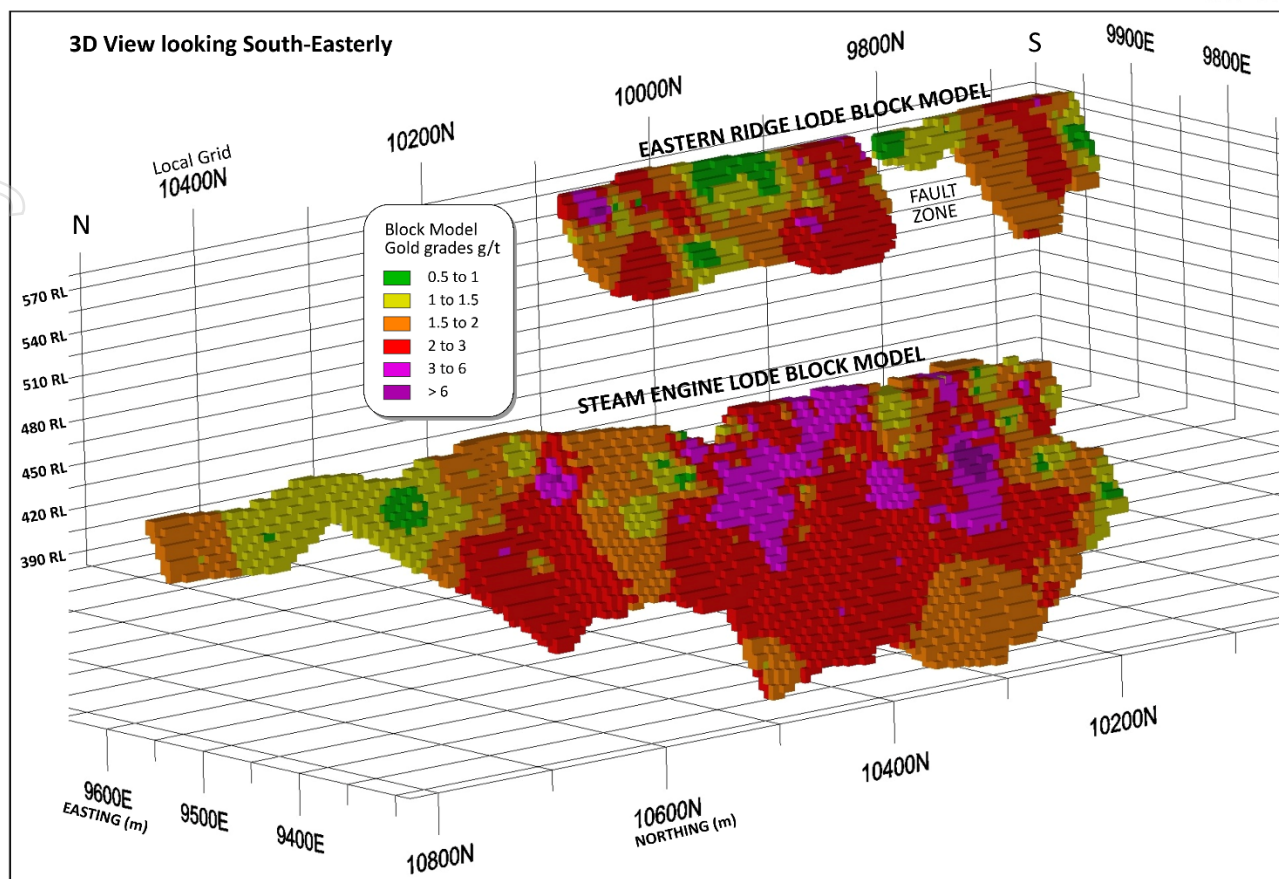 3D View looking South-Easterly
S
9900E
9800E
9800N
10000N
EASTERN RIDGE LODE BLOCK MODEL
10200N
Local Grid
10400N
N
FAULT
ZONE
Block Model
Gold grades g/t
0.5 to 1
1 to 1.5
1.5 to 2
2 to 3
3 to 6
> 6
570 RL
540 RL
510 RL
480 RL
450 RL
420 RL
390 RL
STEAM ENGINE LODE BLOCK MODEL
10200N
10400N
10600N
NORTHING (m)
10800N
9600E
EASTING (m)
9500E
9400E